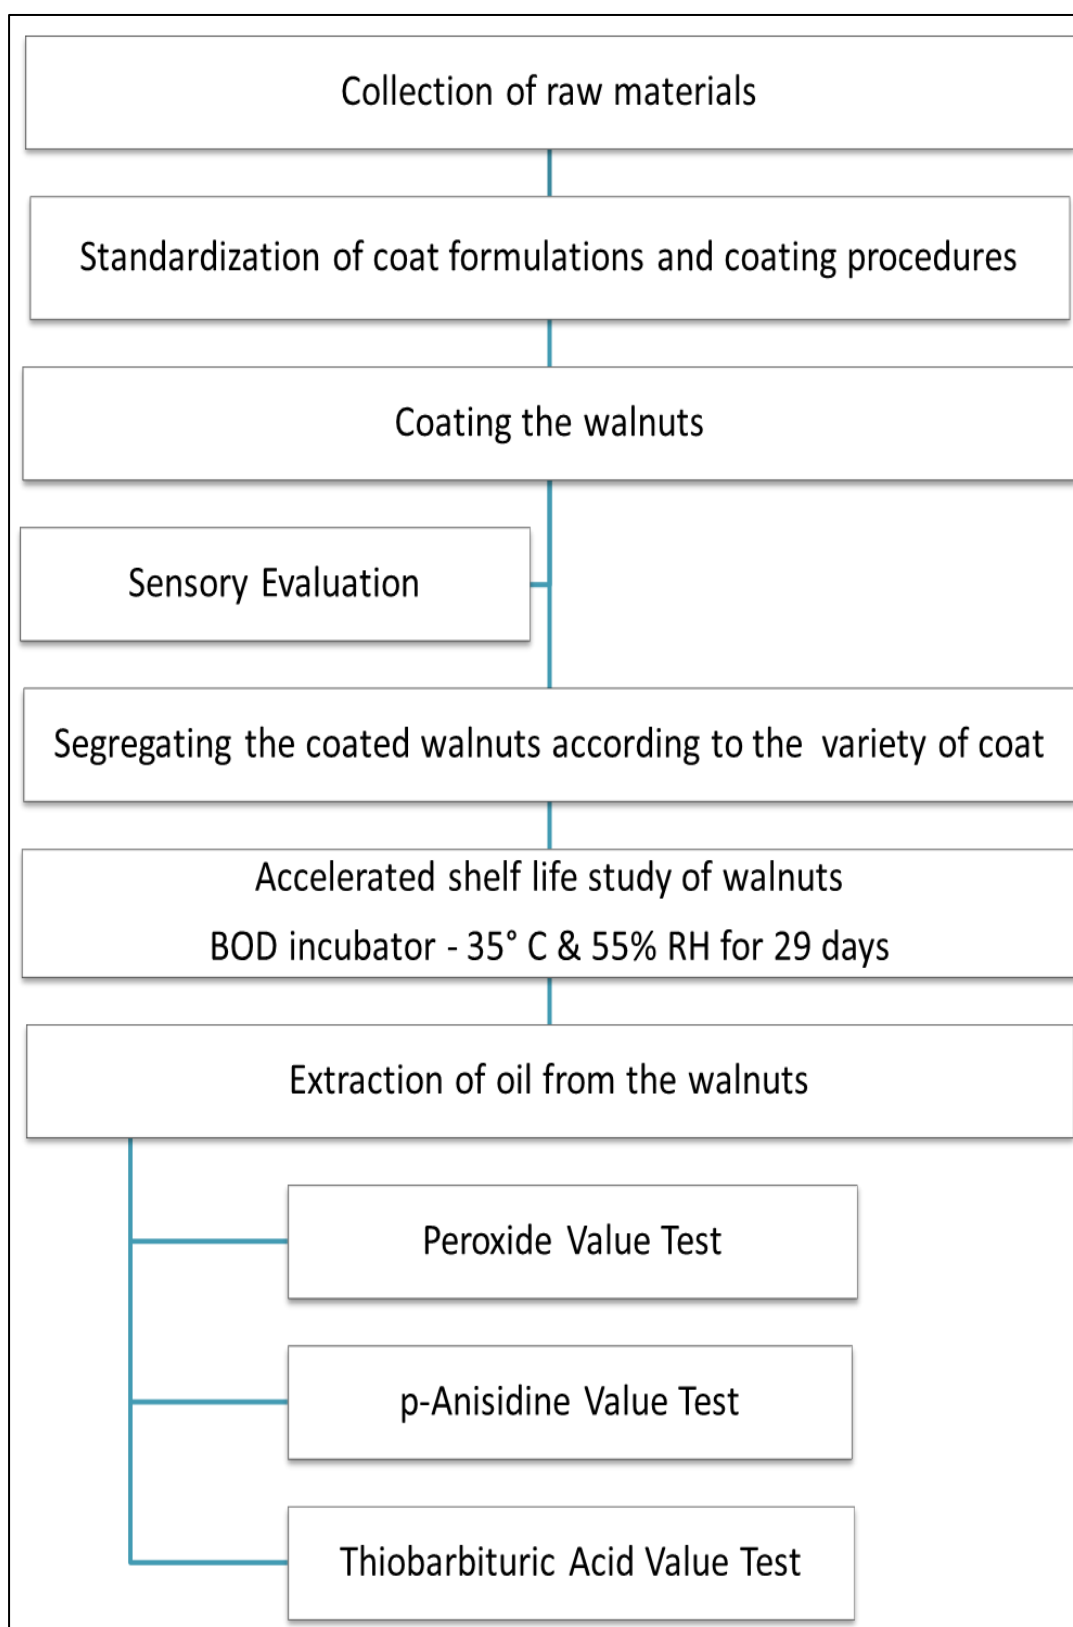 Collection of raw materials
Standardization of coat formulations and coating procedures
Coating the walnuts
Sensory Evaluation
Segregating the coated walnuts according to the variety of coat
Accelerated shelf life study of walnuts
BOD incubator - 35° C & 55% RH for 29 days
Extraction of oil from the walnuts
Peroxide Value Test
p-Anisidine Value Test
Thiobarbituric Acid Value Test